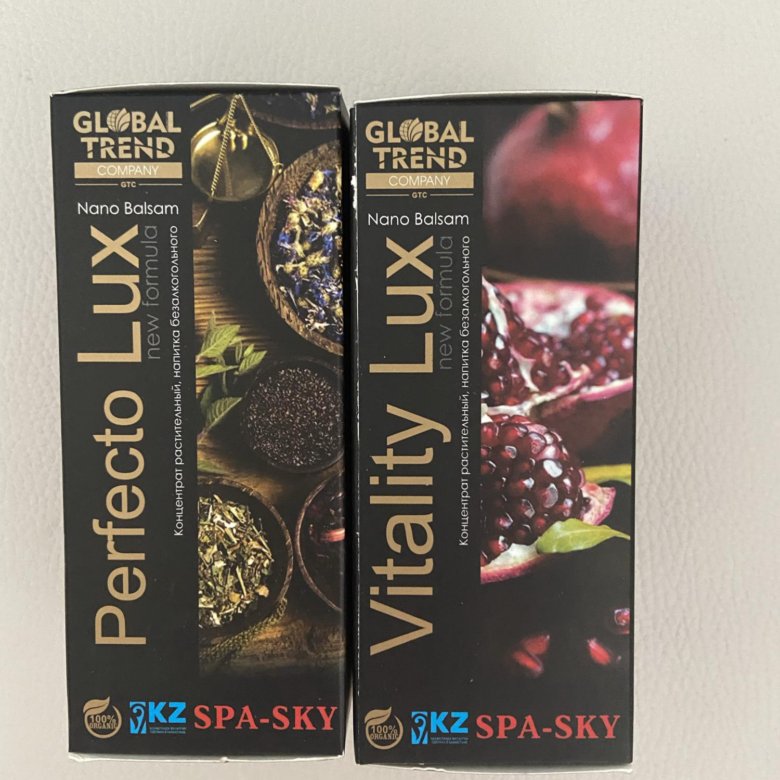 GLOBAL
TREND
COMPANY
GTC
Nano Balsam
Perfecto Lux
new formula
Концентрат растительный, напитка безалкогольного
100%
ORGANIC
KZ
SPA-SKY
GLOBAL
TREND
COMPANY
GTC
Nano Balsam
Vitality Lux
new formula
Концентрат растительный, напитка безалкогольного
100%
ORGANIC
KZ
SPA-SKY